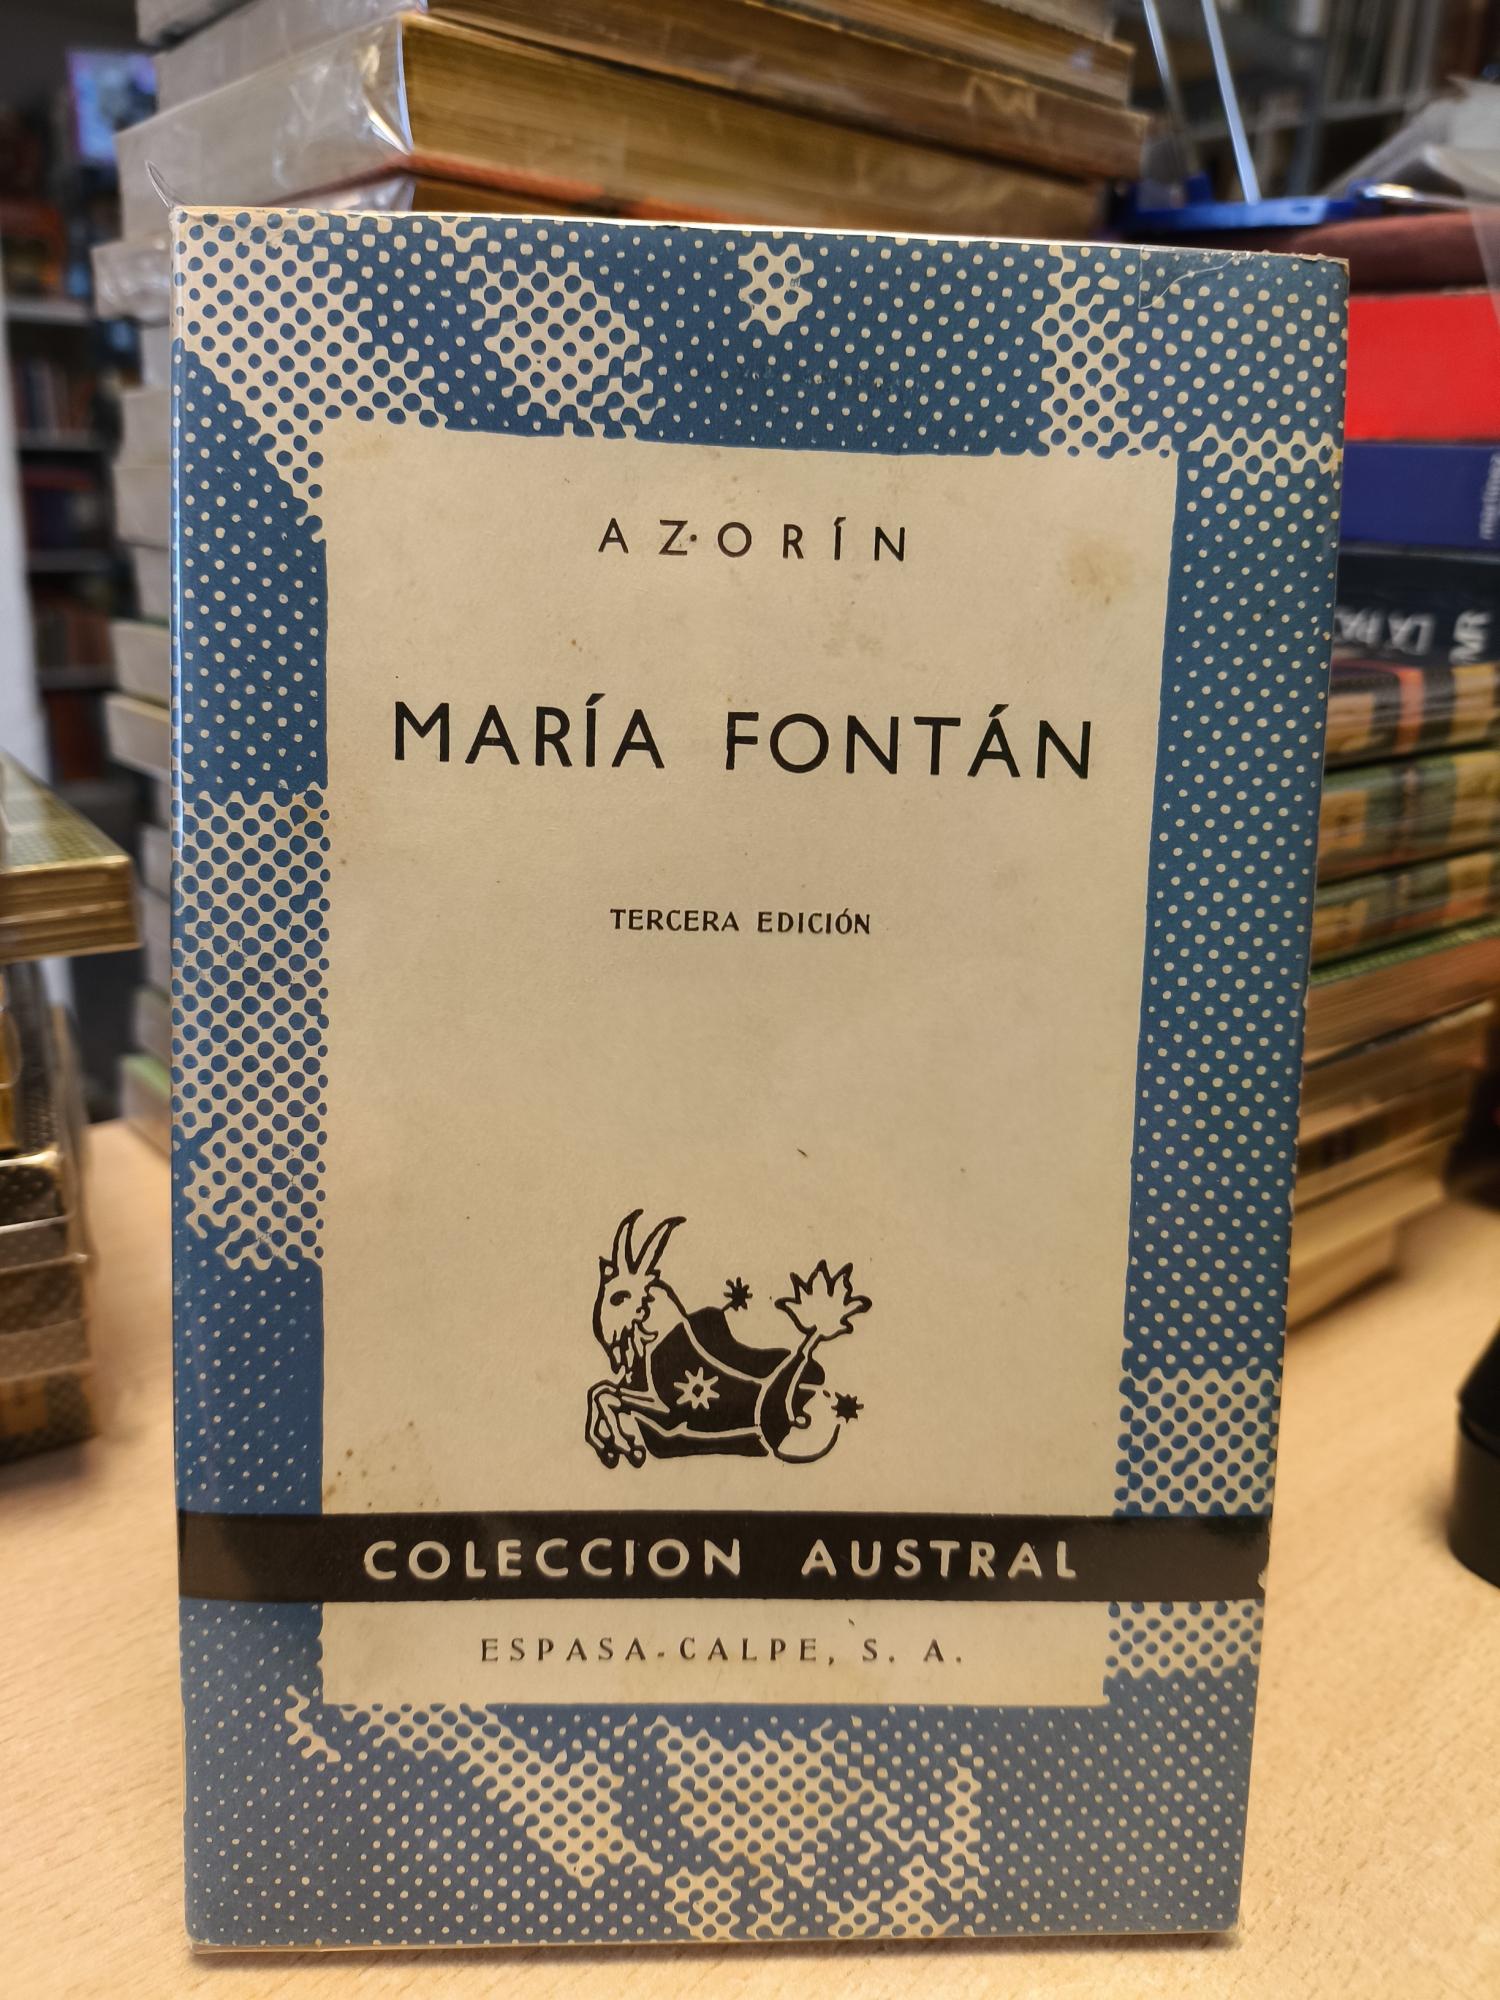 AZORÍN
MARÍA FONTÁN
TERCERA EDICIÓN
COLECCION AUSTRAL
ESPASA-CALPE, S. A.